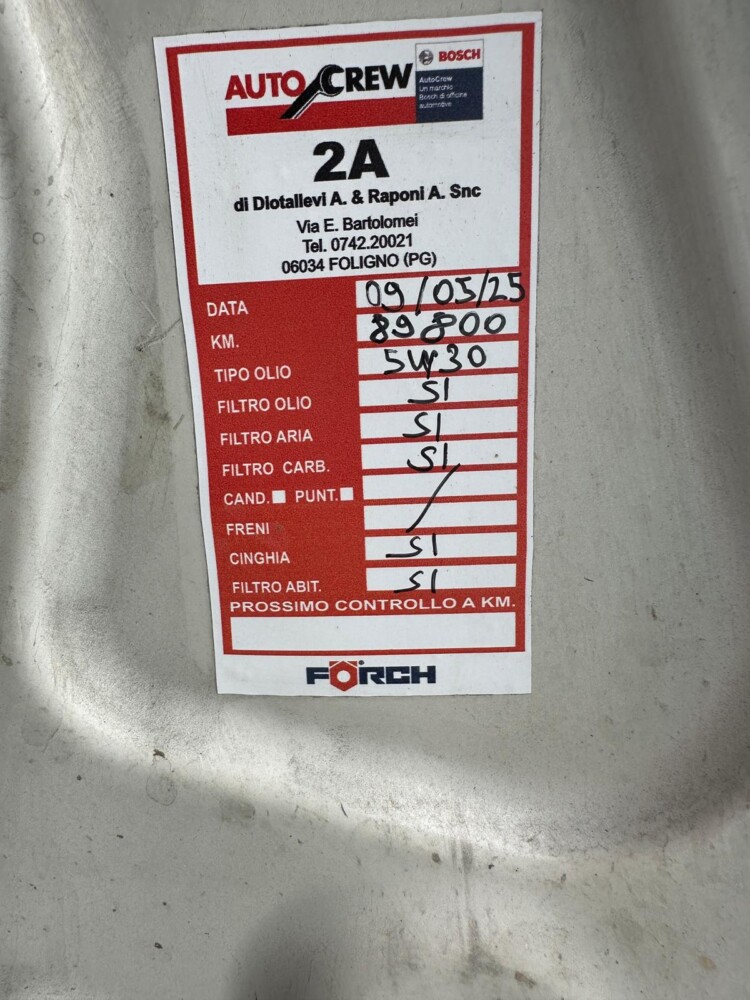 AUTO CREW
BOSCH
AutoCrew
Un marchio
Bosch di officine
automotive
2A
di Diotallevi A. & Raponi A. Snc
Via E. Bartolomei
Tel. 0742.20021
06034 FOLIGNO (PG)
DATA 09/05/25
KM. 89800
TIPO OLIO 5W30
FILTRO OLIO SI
FILTRO ARIA SI
FILTRO CARB. SI
CAND. PUNT. /
FRENI
CINGHIA SI
FILTRO ABIT. SI
PROSSIMO CONTROLLO A KM.
FÖRCH